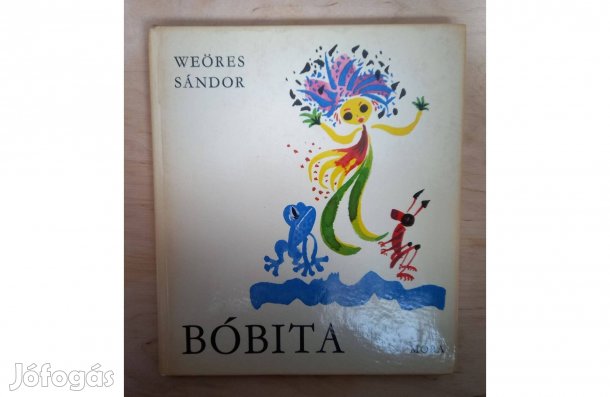 WEÖRES
SÁNDOR
BÓBITA
MÓRA
Jófogás